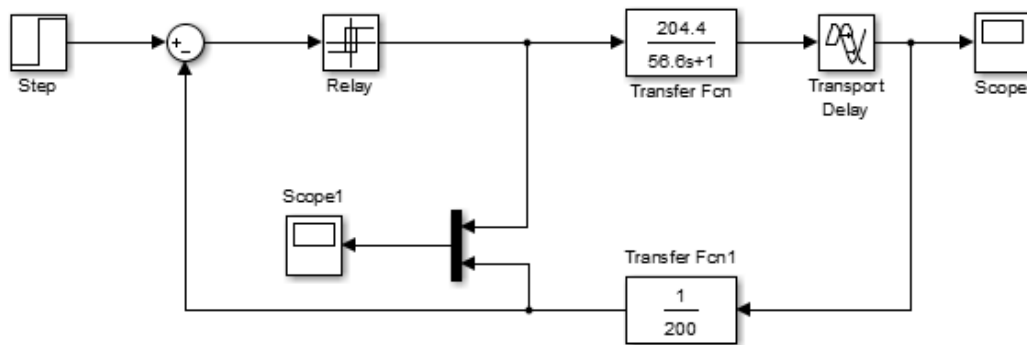 Step
+
-
Relay
204.4
56.6s+1
Transfer Fcn
Transport
Delay
Scope
Scope1
Transfer Fcn1
1
200